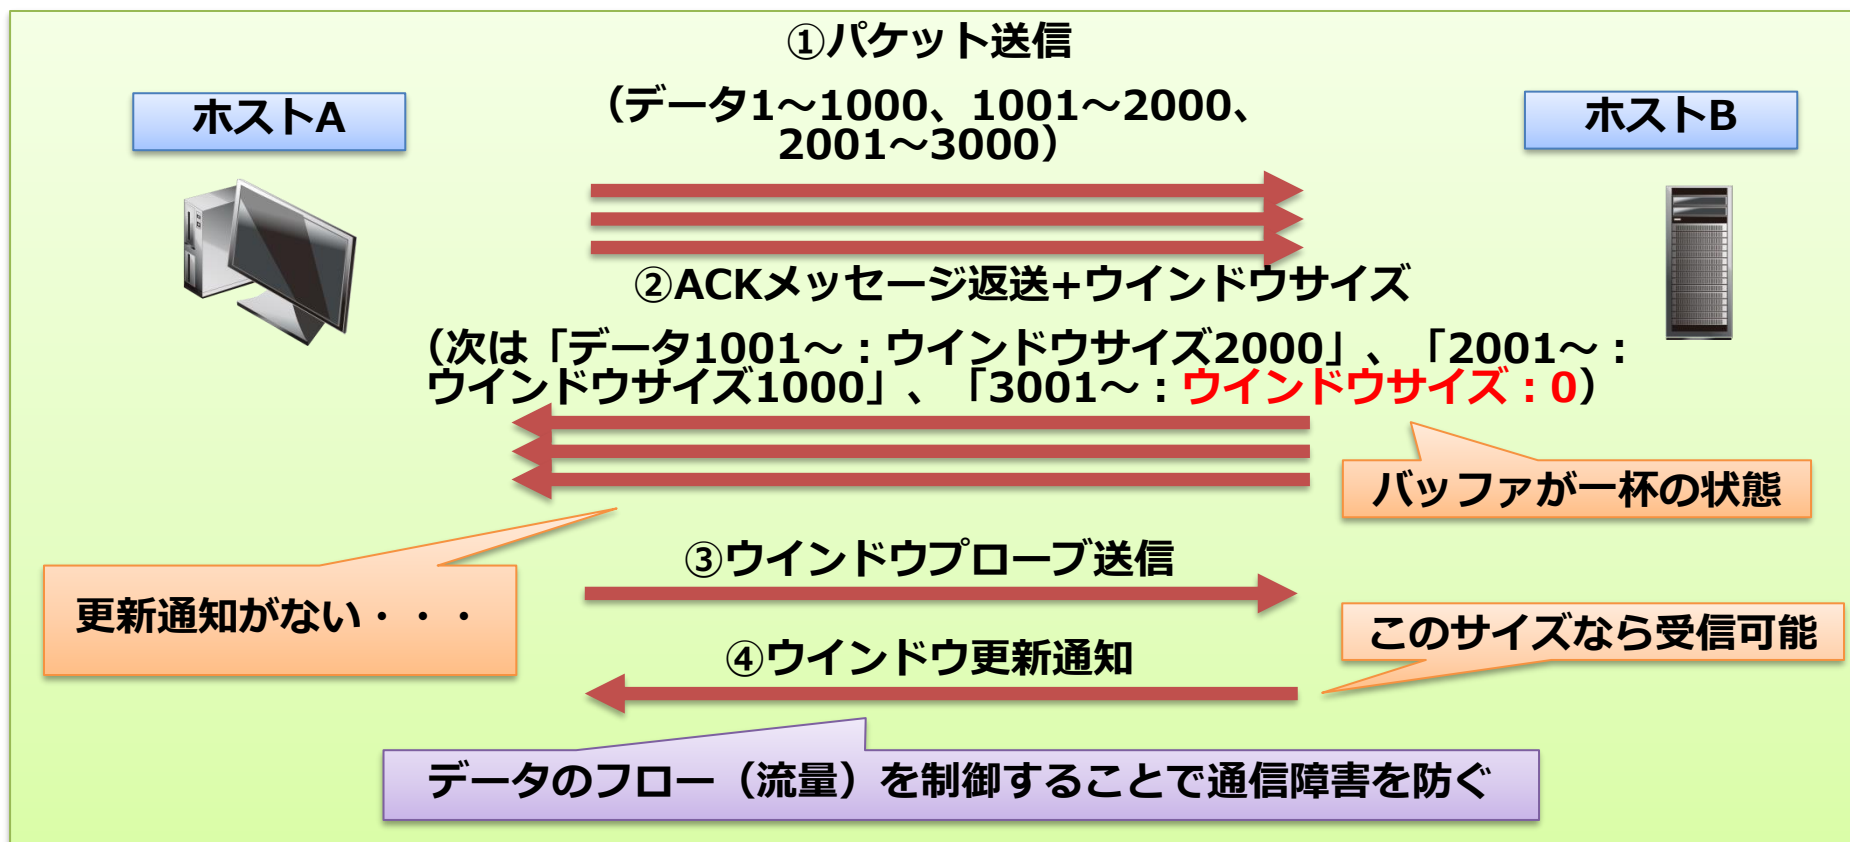 ①パケット送信
ホストA
（データ1～1000、1001～2000、
2001～3000）
ホストB
②ACKメッセージ返送+ウインドウサイズ
（次は「データ1001～：ウインドウサイズ2000」、「2001～：
ウインドウサイズ1000」、「3001～：ウインドウサイズ：0）
バッファが一杯の状態
更新通知がない・・・
③ウインドウプローブ送信
このサイズなら受信可能
④ウインドウ更新通知
データのフロー（流量）を制御することで通信障害を防ぐ